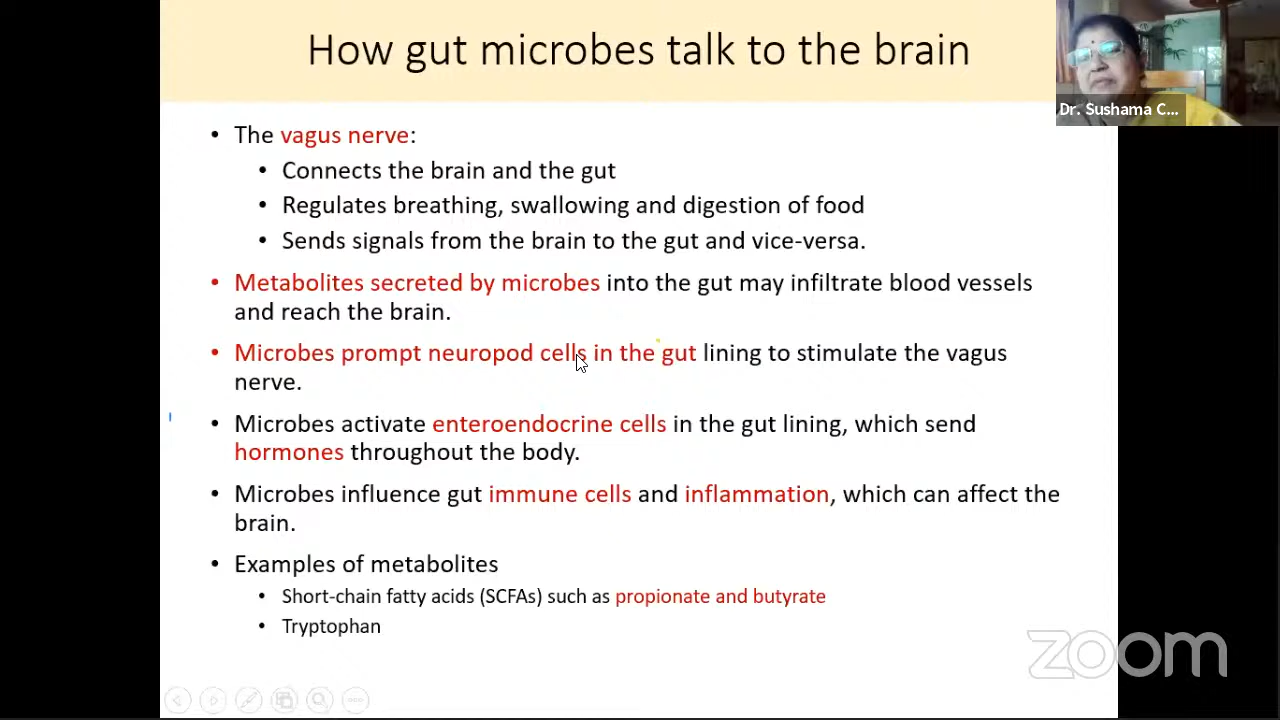 How gut microbes talk to the brain
Dr. Sushama C...
• The vagus nerve:
• Connects the brain and the gut
• Regulates breathing, swallowing and digestion of food
• Sends signals from the brain to the gut and vice-versa.
• Metabolites secreted by microbes into the gut may infiltrate blood vessels
and reach the brain.
• Microbes prompt neuropod cells in the gut lining to stimulate the vagus
nerve.
• Microbes activate enteroendocrine cells in the gut lining, which send
hormones throughout the body.
• Microbes influence gut immune cells and inflammation, which can affect the
brain.
• Examples of metabolites
• Short-chain fatty acids (SCFAs) such as propionate and butyrate
• Tryptophan
zoom